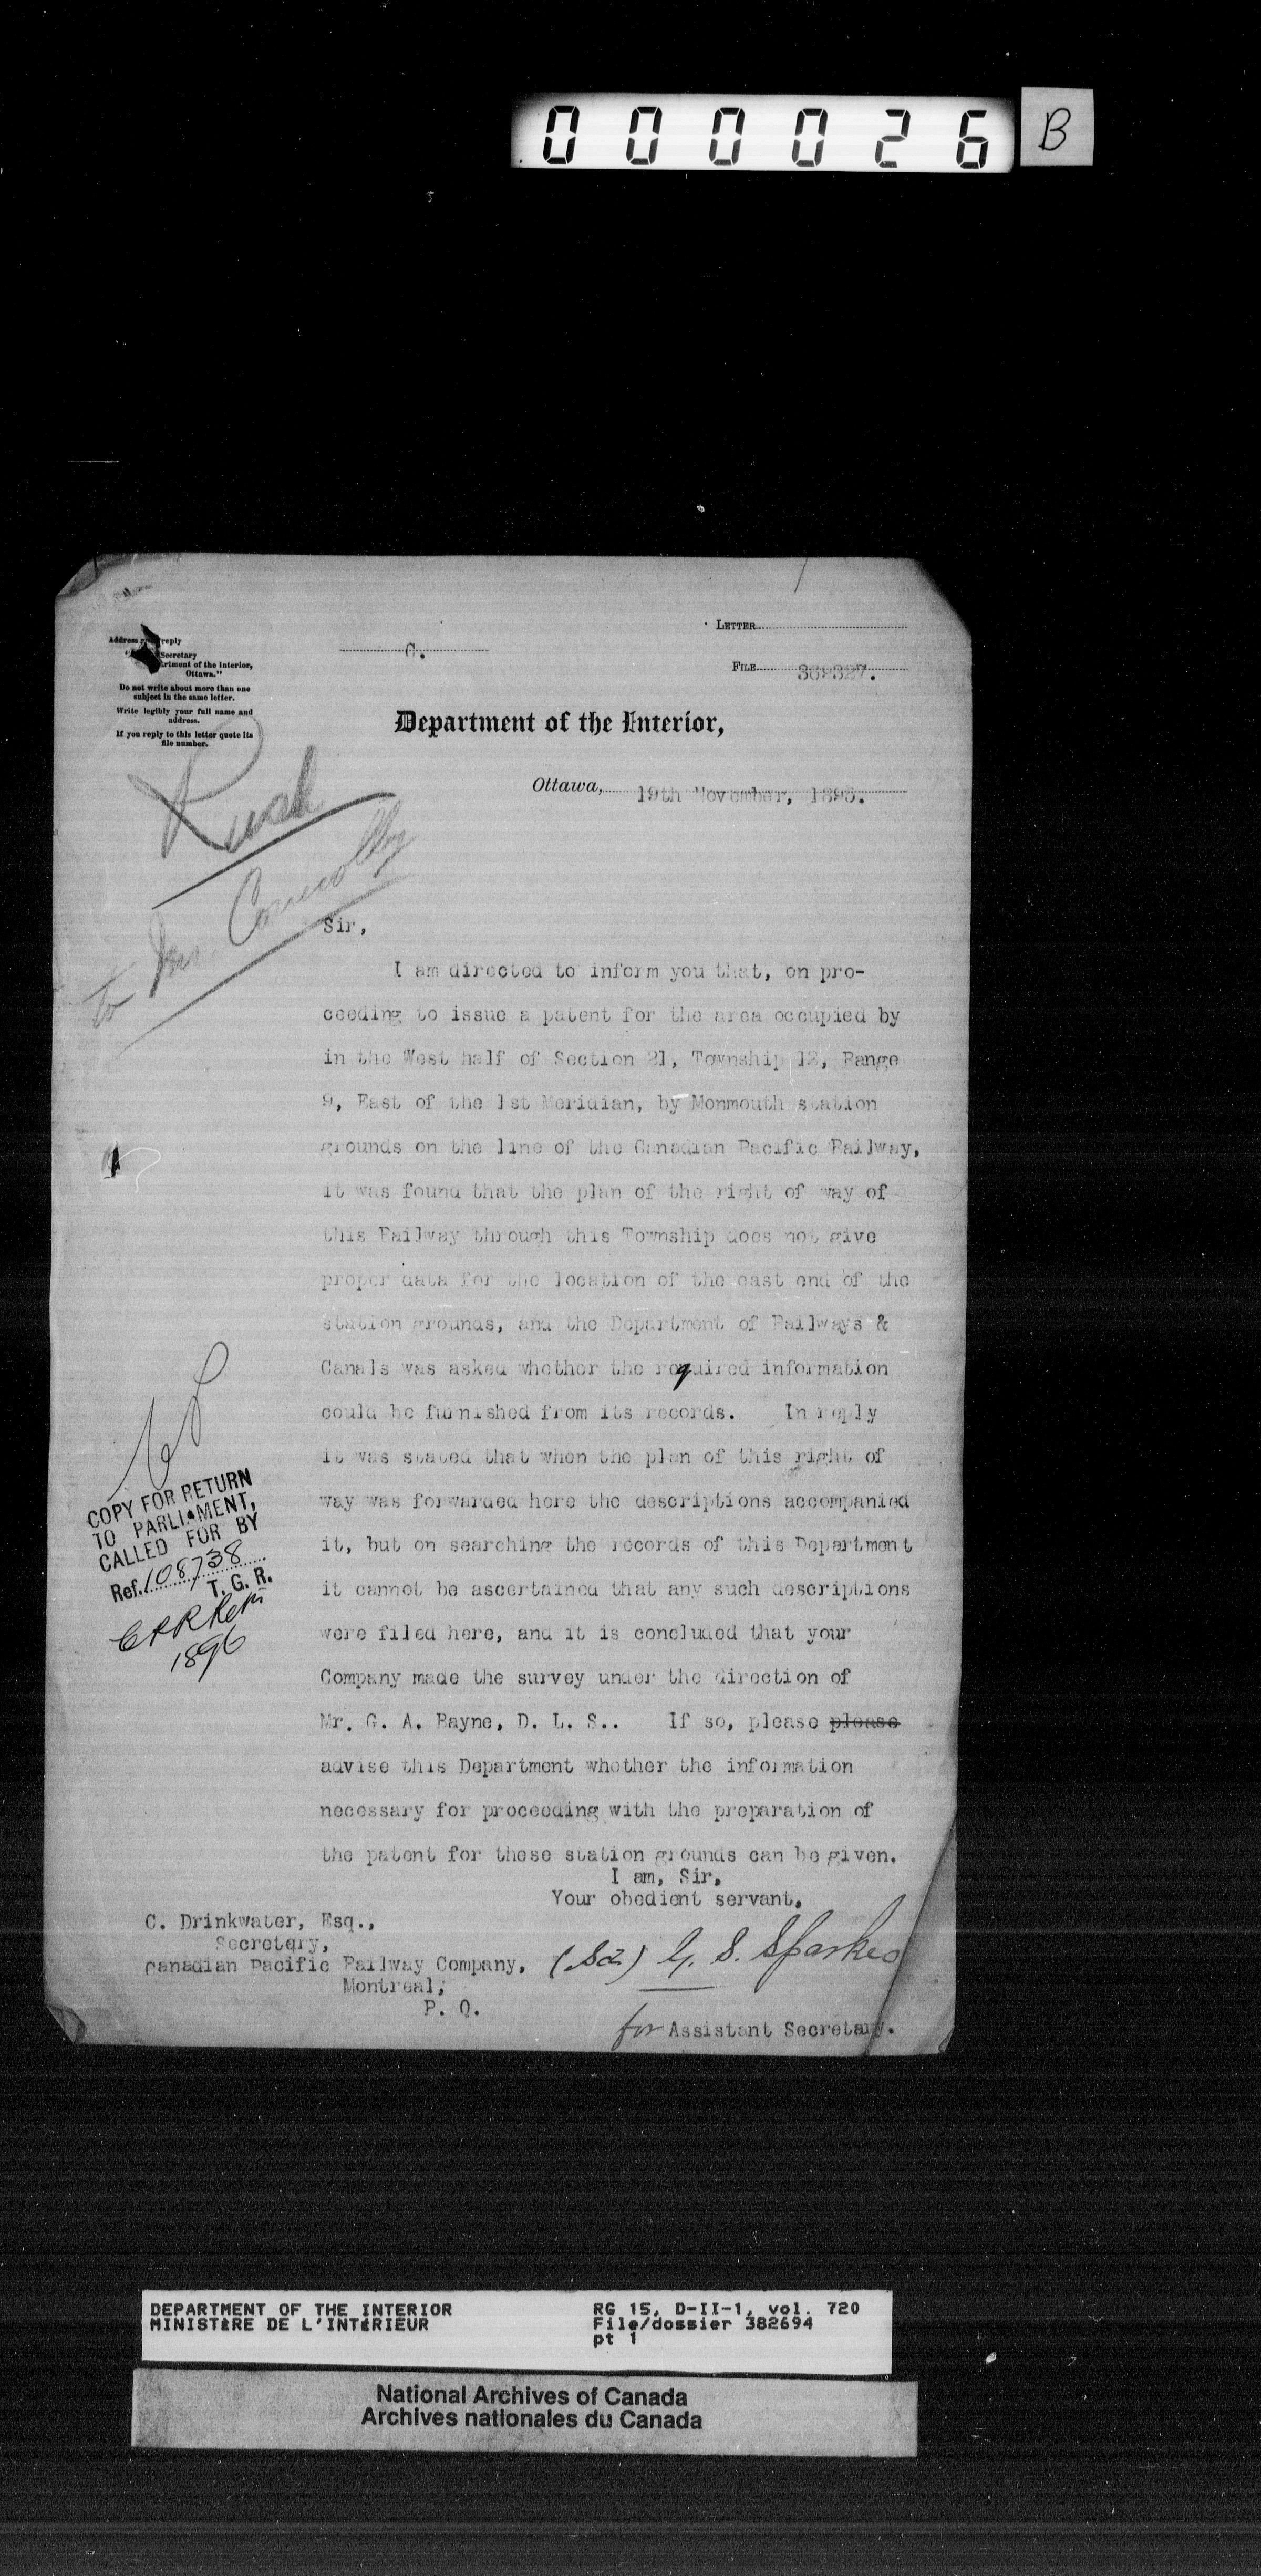 000026 B
Address reply
Secretary
rtment of the Interior,
Ottawa."
Do not write about more than one
subject in the same letter.
Write legibly your full name and
address.
If you reply to this letter quote its
file number.
C.
LETTER
FILE
Department of the Interior,
Ottawa, 19th November, 1895.
Rush
to Mr. Connolly
Sir,
I am directed to inform you that, on pro-
ceeding to issue a patent for the area occupied by
in the West half of Section 21, Township 12, Range
9, East of the 1st Meridian, by Monmouth station
grounds on the line of the Canadian Pacific Railway,
it was found that the plan of the right of way of
this Railway through this Township does not give
proper data for the location of the east end of the
station grounds, and the Department of Railways &
Canals was asked whether the required information
could be furnished from its records. In reply
it was stated that when the plan of this right of
way was forwarded here the descriptions accompanied
it, but on searching the records of this Department
it cannot be ascertained that any such descriptions
were filed here, and it is concluded that your
Company made the survey under the direction of
Mr. G. A. Bayne, D. L. S.. If so, please please
advise this Department whether the information
necessary for proceeding with the preparation of
the patent for these station grounds can be given.
I am, Sir,
Your obedient servant,
COPY FOR RETURN
TO PARLIAMENT,
CALLED FOR BY
Ref. 108738
T. G. R.
CPR Retn
1896
C. Drinkwater, Esq.,
Secretary,
Canadian Pacific Railway Company,
Montreal,
P. Q.
(Sd) G. S. Sparkes
for Assistant Secretary.
DEPARTMENT OF THE INTERIOR
MINISTÈRE DE L'INTÉRIEUR
RG 15, D-II-1, vol. 720
File/dossier 382694
pt 1
National Archives of Canada
Archives nationales du Canada